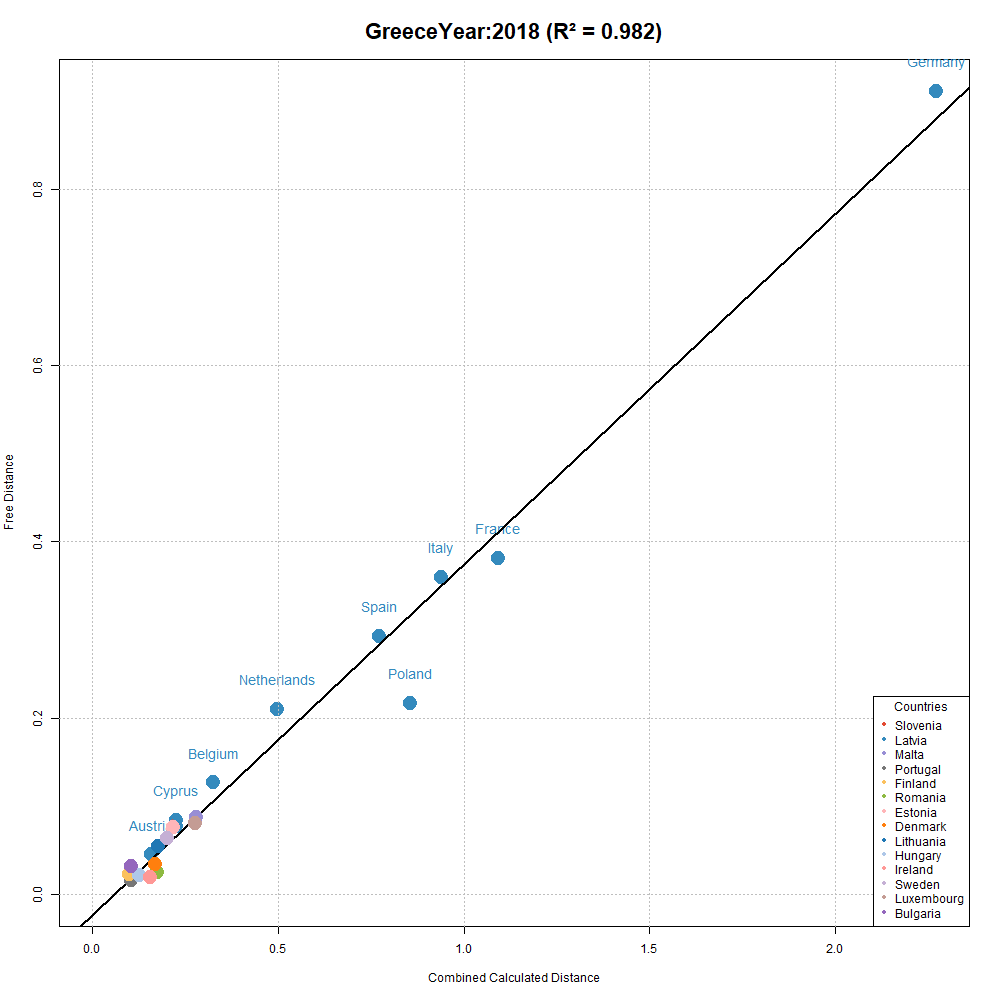 GreeceYear:2018 (R² = 0.982)
Germany
France
Italy
Spain
Poland
Netherlands
Belgium
Cyprus
Austri
0.8
0.6
0.4
0.2
0.0
Free Distance
0.0 0.5 1.0 1.5 2.0
Combined Calculated Distance
Countries
Slovenia
Latvia
Malta
Portugal
Finland
Romania
Estonia
Denmark
Lithuania
Hungary
Ireland
Sweden
Luxembourg
Bulgaria